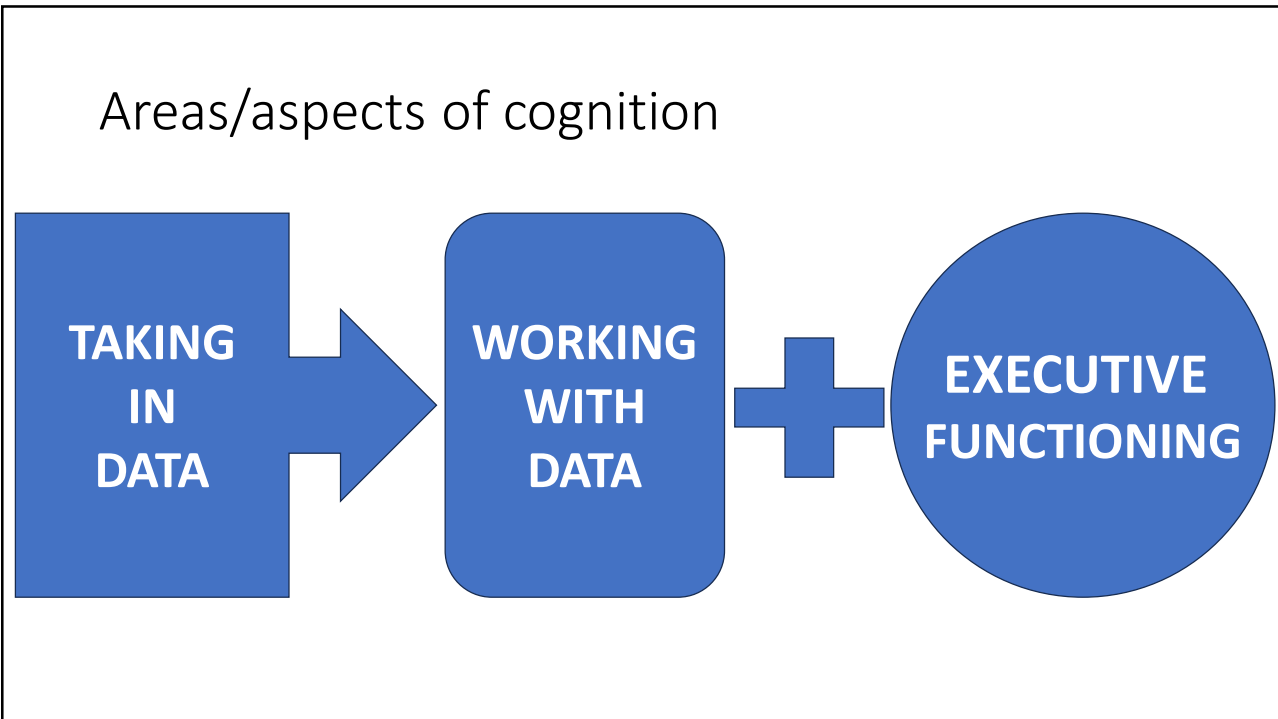 Areas/aspects of cognition
TAKING
IN
DATA
WORKING
WITH
DATA
EXECUTIVE
FUNCTIONING